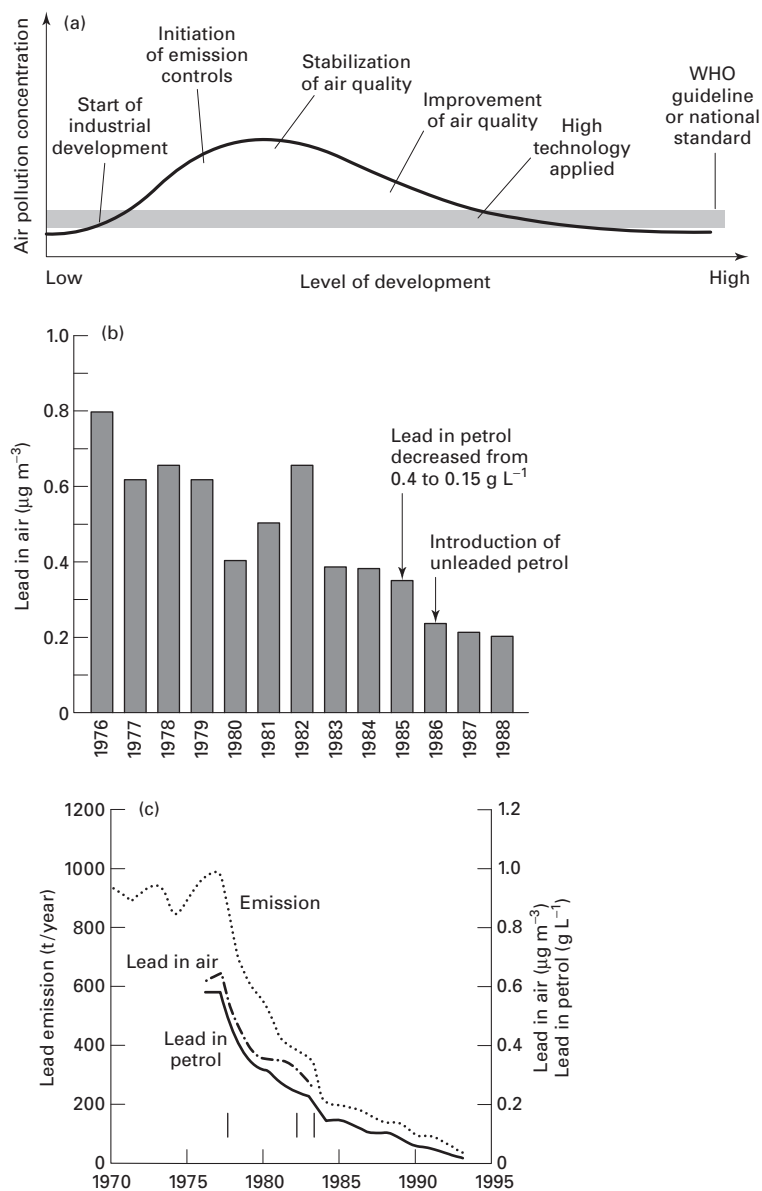 (a)
Air pollution concentration
Start of
industrial
development
Initiation
of emission
controls
Stabilization
of air quality
Improvement
of air quality
High
technology
applied
WHO
guideline
or national
standard
Low
Level of development
High
(b)
Lead in air (μg m⁻³)
1.0
0.8
0.6
0.4
0.2
0
Lead in petrol
decreased from
0.4 to 0.15 g L⁻¹
Introduction of
unleaded petrol
1976
1977
1978
1979
1980
1981
1982
1983
1984
1985
1986
1987
1988
(c)
Lead emission (t/year)
1200
1000
800
600
400
200
0
Emission
Lead in air
Lead in
petrol
1.2
1.0
0.8
0.6
0.4
0.2
0
Lead in air (μg m⁻³)
Lead in petrol (g L⁻¹)
1970
1975
1980
1985
1990
1995